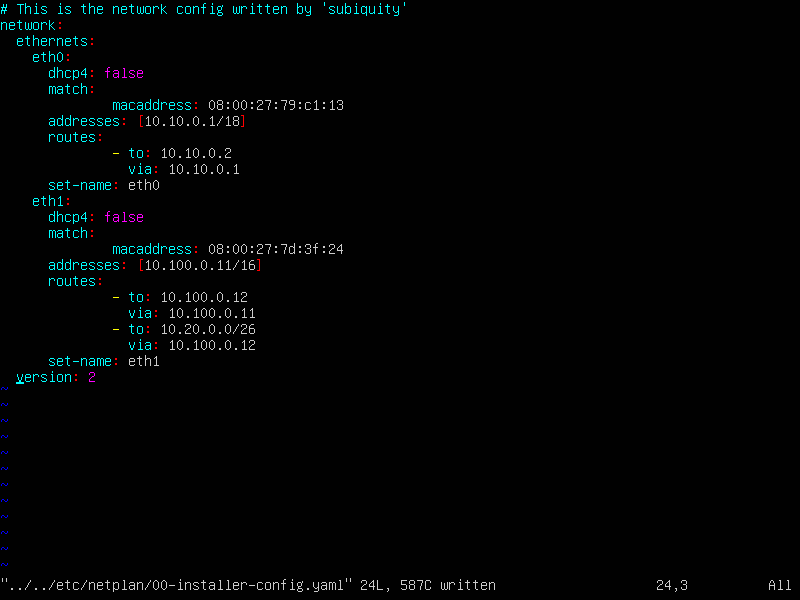 # This is the network config written by 'subiquity'
network:
  ethernets:
    eth0:
      dhcp4: false
      match:
              macaddress: 08:00:27:79:c1:13
      addresses: [10.10.0.1/18]
      routes:
              - to: 10.10.0.2
                via: 10.10.0.1
      set-name: eth0
    eth1:
      dhcp4: false
      match:
              macaddress: 08:00:27:7d:3f:24
      addresses: [10.100.0.11/16]
      routes:
              - to: 10.100.0.12
                via: 10.100.0.11
              - to: 10.20.0.0/26
                via: 10.100.0.12
      set-name: eth1
  version: 2
~
~
~
~
~
~
~
~
~
~
~
~
"../../etc/netplan/00-installer-config.yaml" 24L, 587C written                    24,3          All